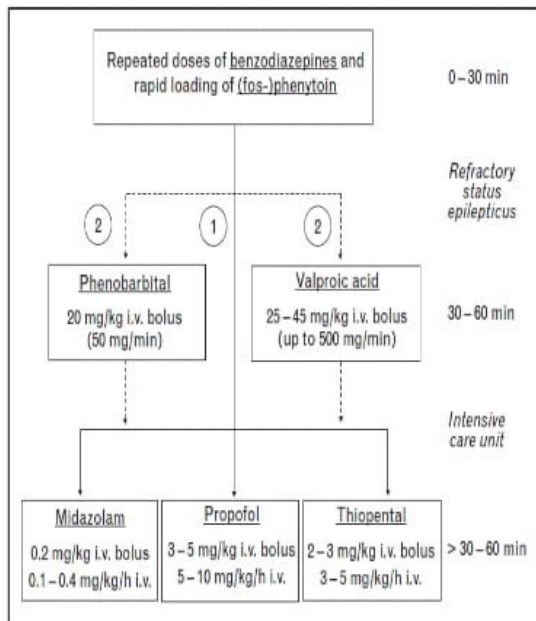 Repeated doses of benzodiazepines and
rapid loading of (fos-)phenytoin
0–30 min
Refractory
status
epilepticus
2
1
2
Phenobarbital
20 mg/kg i.v. bolus
(50 mg/min)
Valproic acid
25–45 mg/kg i.v. bolus
(up to 500 mg/min)
30–60 min
Intensive
care unit
Midazolam
0.2 mg/kg i.v. bolus
0.1–0.4 mg/kg/h i.v.
Propofol
3–5 mg/kg i.v. bolus
5–10 mg/kg/h i.v.
Thiopental
2–3 mg/kg i.v. bolus
3–5 mg/kg/h i.v.
> 30–60 min